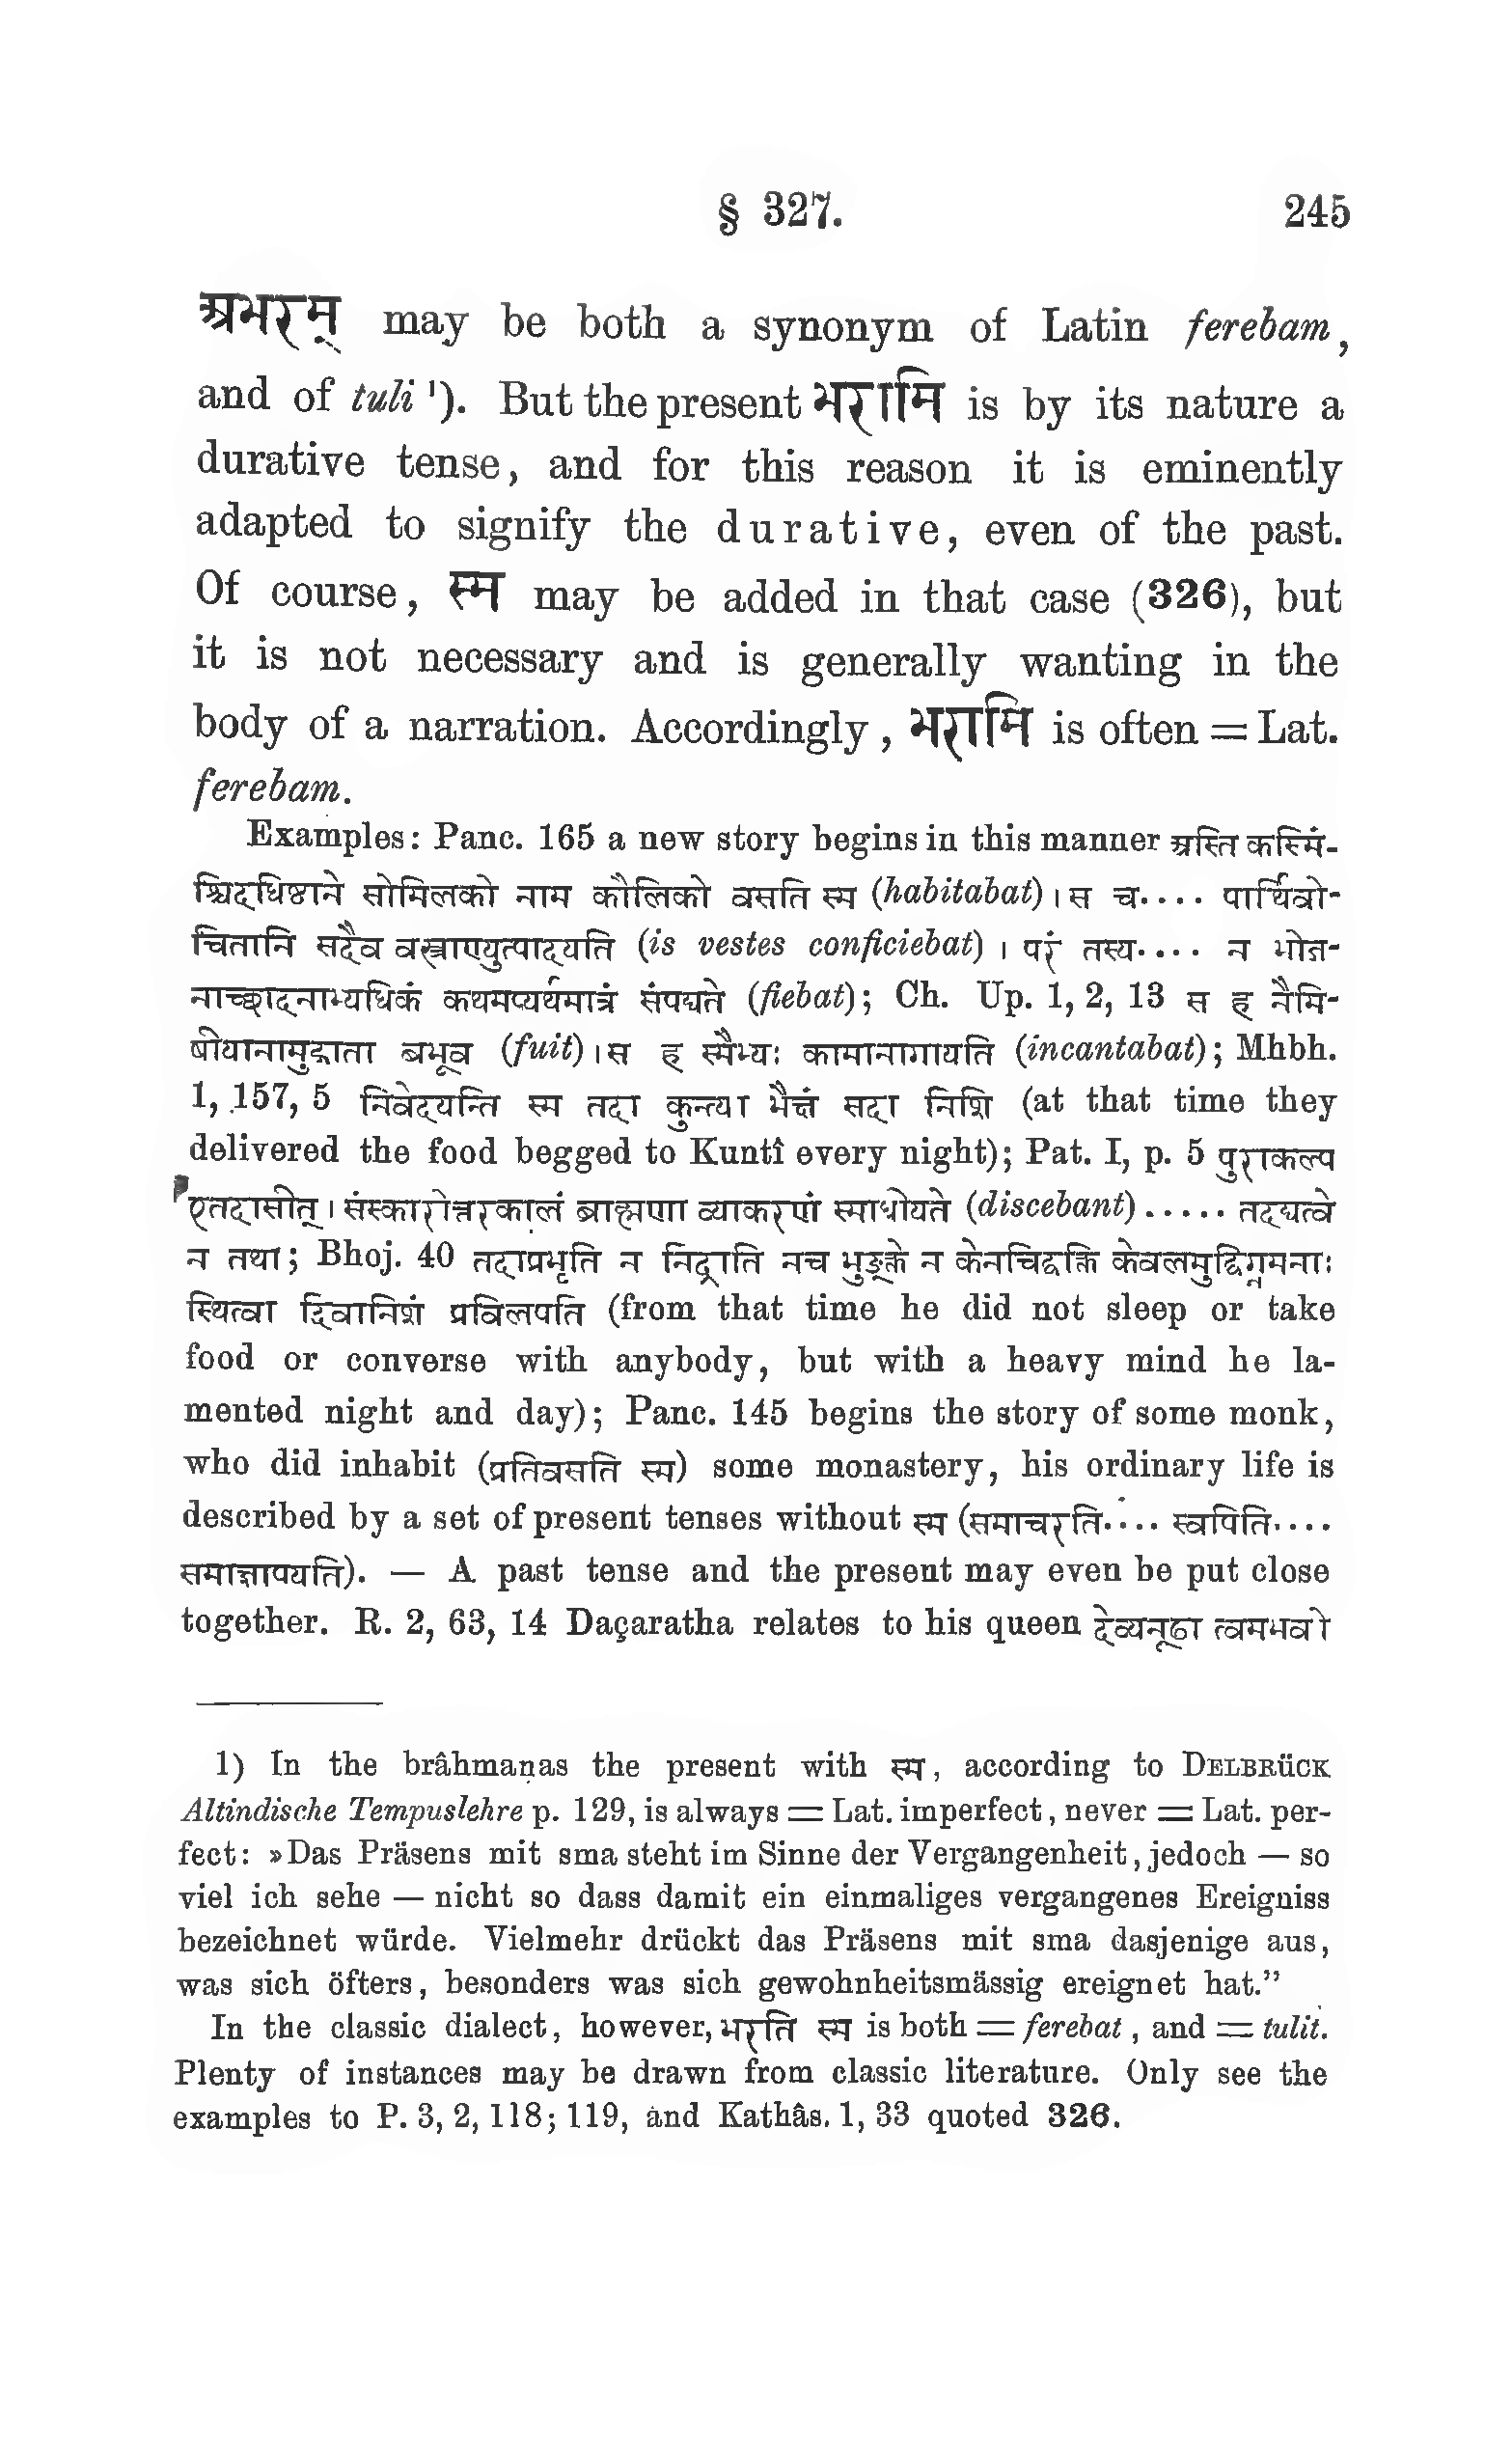 § 327. 245
अभरम् may be both a synonym of Latin ferebam,
and of tuli ¹). But the present भरामि is by its nature a
durative tense, and for this reason it is eminently
adapted to signify the durative, even of the past.
Of course, स्म may be added in that case (326), but
it is not necessary and is generally wanting in the
body of a narration. Accordingly, भरामि is often = Lat.
ferebam.
Examples: Panc. 165 a new story begins in this manner अस्ति कस्मिं-
श्चिदधिष्ठाने सोमिलको नाम कौलिको वसति स्म (habitabat) । स च.... पार्थिवो-
चितानि सदैव वस्त्राण्युत्पादयति (is vestes conficiebat) । परं तस्य.... न भोज-
नाच्छादनाभ्यधिकं कथमप्यर्थमात्रं संपद्यते (fiebat); Ch. Up. 1, 2, 13 स ह नैमि-
षीयानामुद्गाता बभूव (fuit) । स ह स्मैभ्यः कामानागायति (incantabat); Mhbh.
1, 157, 5 निवेदयन्ति स्म तदा कुन्त्या भैक्षं सदा निशि (at that time they
delivered the food begged to Kuntî every night); Pat. I, p. 5 पुराकल्प
एतदासीत् । संस्कारोत्तरकालं ब्राह्मणा व्याकरणं स्माधीयते (discebant)..... तदद्यत्वे
न तथा; Bhoj. 40 तदाप्रभृति न निद्राति नच भुङ्क्ते न केनचिद्वक्ति केवलमुद्विग्नमनाः
स्थित्वा दिवानिशं प्रविलपति (from that time he did not sleep or take
food or converse with anybody, but with a heavy mind he la-
mented night and day); Panc. 145 begins the story of some monk,
who did inhabit (प्रतिवसति स्म) some monastery, his ordinary life is
described by a set of present tenses without स्म (समाचरति.... स्वपिति....
समाज्ञापयति). — A past tense and the present may even be put close
together. R. 2, 63, 14 Daçaratha relates to his queen देव्यनूढा त्वमभवो
1) In the brâhmaṇas the present with स्म, according to DELBRÜCK
Altindische Tempuslehre p. 129, is always = Lat. imperfect, never = Lat. per-
fect: »Das Präsens mit sma steht im Sinne der Vergangenheit, jedoch — so
viel ich sehe — nicht so dass damit ein einmaliges vergangenes Ereigniss
bezeichnet würde. Vielmehr drückt das Präsens mit sma dasjenige aus,
was sich öfters, besonders was sich gewohnheitsmässig ereignet hat.”
In the classic dialect, however, भरति स्म is both = ferebat, and = tulit.
Plenty of instances may be drawn from classic literature. Only see the
examples to P. 3, 2, 118; 119, and Kathâs. 1, 33 quoted 326.